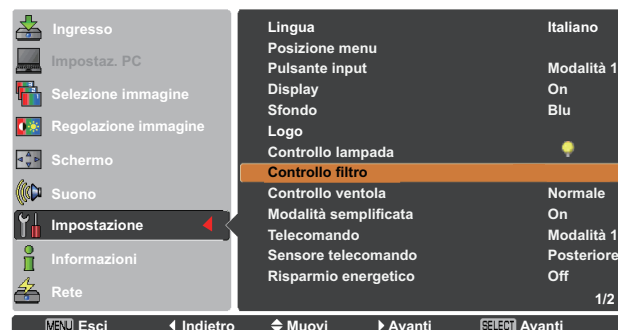 Ingresso
Impostaz. PC
Selezione immagine
Regolazione immagine
Schermo
Suono
Impostazione
Informazioni
Rete
Lingua Italiano
Posizione menu
Pulsante input Modalità 1
Display On
Sfondo Blu
Logo
Controllo lampada
Controllo filtro
Controllo ventola Normale
Modalità semplificata On
Telecomando Modalità 1
Sensore telecomando Posteriore
Risparmio energetico Off
1/2
MENU Esci Indietro Muovi Avanti SELECT Avanti